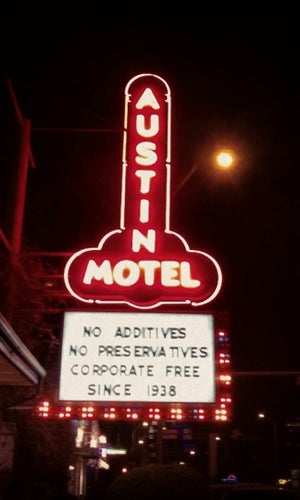 AUSTIN
MOTEL
NO ADDITIVES
NO PRESERVATIVES
CORPORATE FREE
SINCE 1938